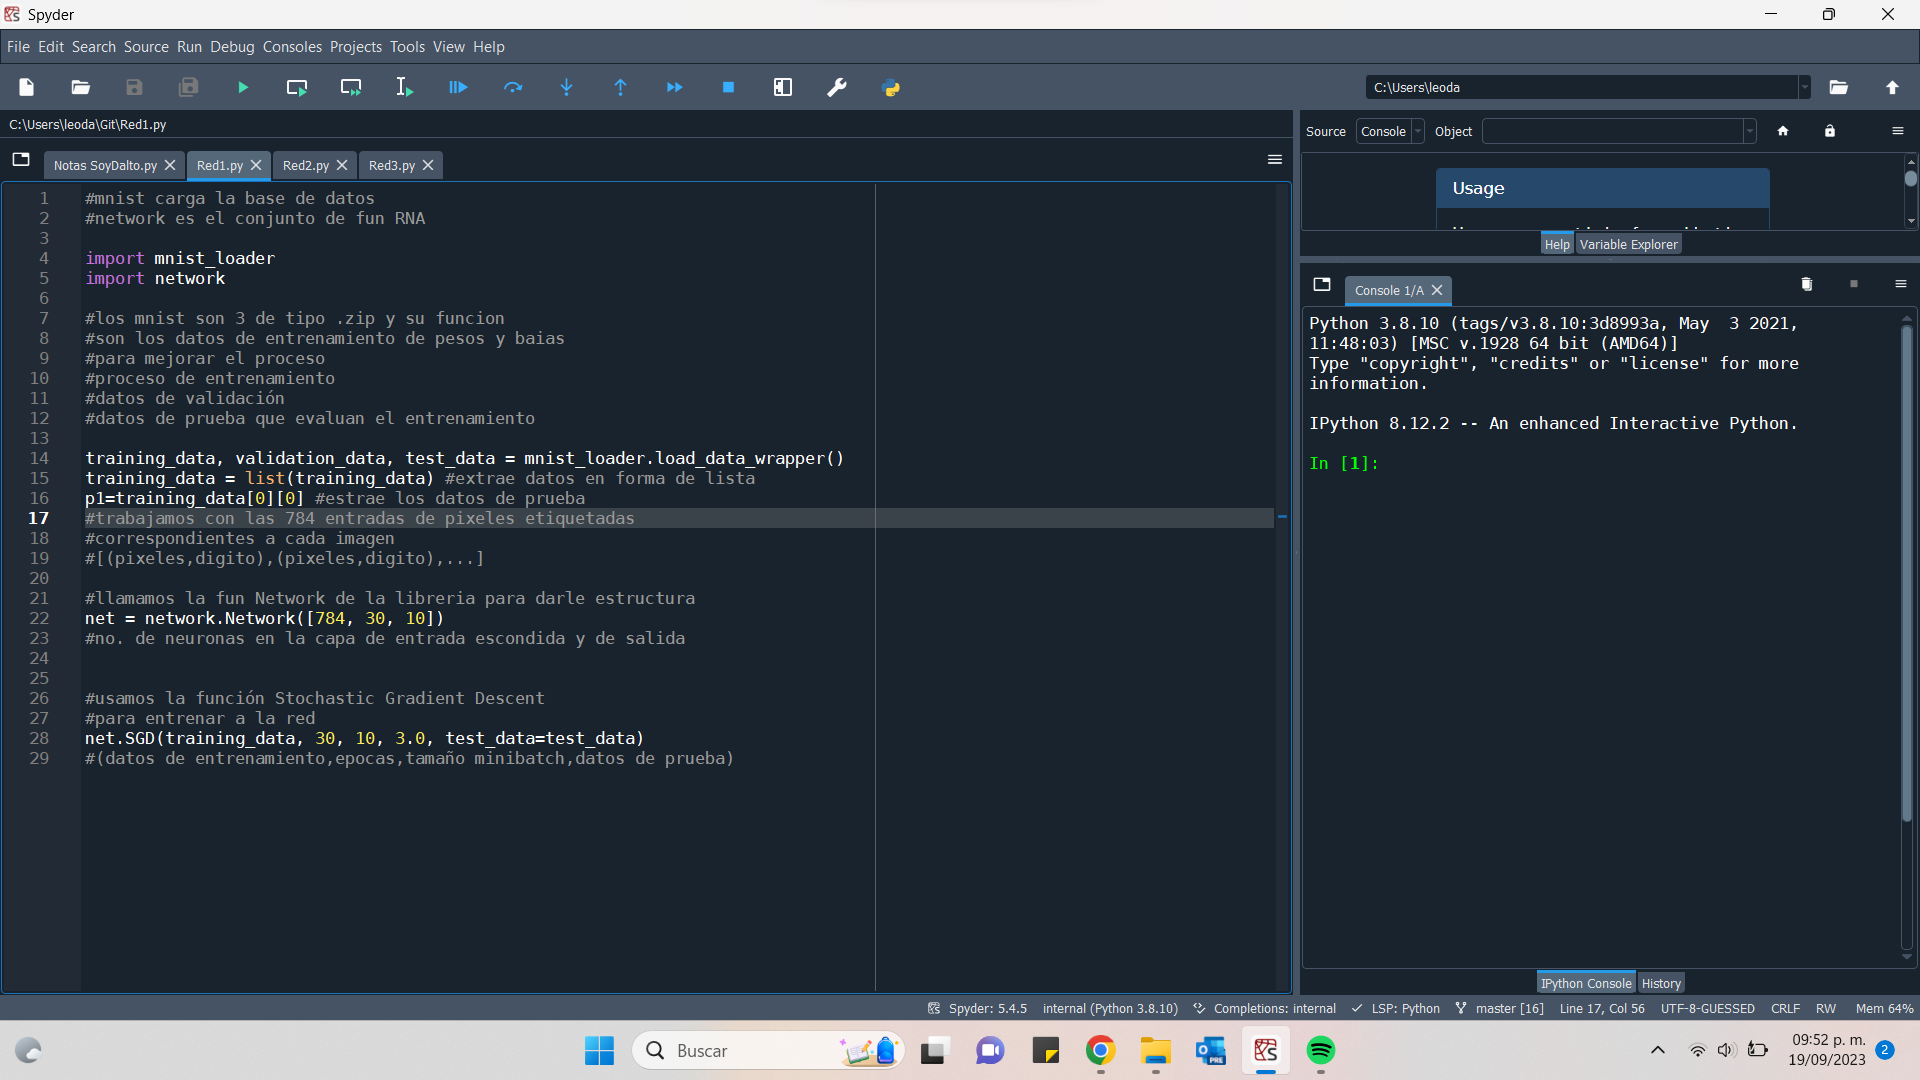 Spyder
File Edit Search Source Run Debug Consoles Projects Tools View Help
C:\Users\leoda
C:\Users\leoda\Git\Red1.py
Notas SoyDalto.py Red1.py Red2.py Red3.py
1 #mnist carga la base de datos
2 #network es el conjunto de fun RNA
3
4 import mnist_loader
5 import network
6
7 #los mnist son 3 de tipo .zip y su funcion
8 #son los datos de entrenamiento de pesos y baias
9 #para mejorar el proceso
10 #proceso de entrenamiento
11 #datos de validación
12 #datos de prueba que evaluan el entrenamiento
13
14 training_data, validation_data, test_data = mnist_loader.load_data_wrapper()
15 training_data = list(training_data) #extrae datos en forma de lista
16 p1=training_data[0][0] #estrae los datos de prueba
17 #trabajamos con las 784 entradas de pixeles etiquetadas
18 #correspondientes a cada imagen
19 #[(pixeles,digito),(pixeles,digito),...]
20
21 #llamamos la fun Network de la libreria para darle estructura
22 net = network.Network([784, 30, 10])
23 #no. de neuronas en la capa de entrada escondida y de salida
24
25
26 #usamos la función Stochastic Gradient Descent
27 #para entrenar a la red
28 net.SGD(training_data, 30, 10, 3.0, test_data=test_data)
29 #(datos de entrenamiento,epocas,tamaño minibatch,datos de prueba)
Source Console Object
Usage
Help Variable Explorer
Console 1/A
Python 3.8.10 (tags/v3.8.10:3d8993a, May  3 2021,
11:48:03) [MSC v.1928 64 bit (AMD64)]
Type "copyright", "credits" or "license" for more
information.
IPython 8.12.2 -- An enhanced Interactive Python.
In [1]:
IPython Console History
Spyder: 5.4.5 internal (Python 3.8.10) Completions: internal LSP: Python master [16] Line 17, Col 56 UTF-8-GUESSED CRLF RW Mem 64%
Buscar
PRE
09:52 p. m.
19/09/2023
2